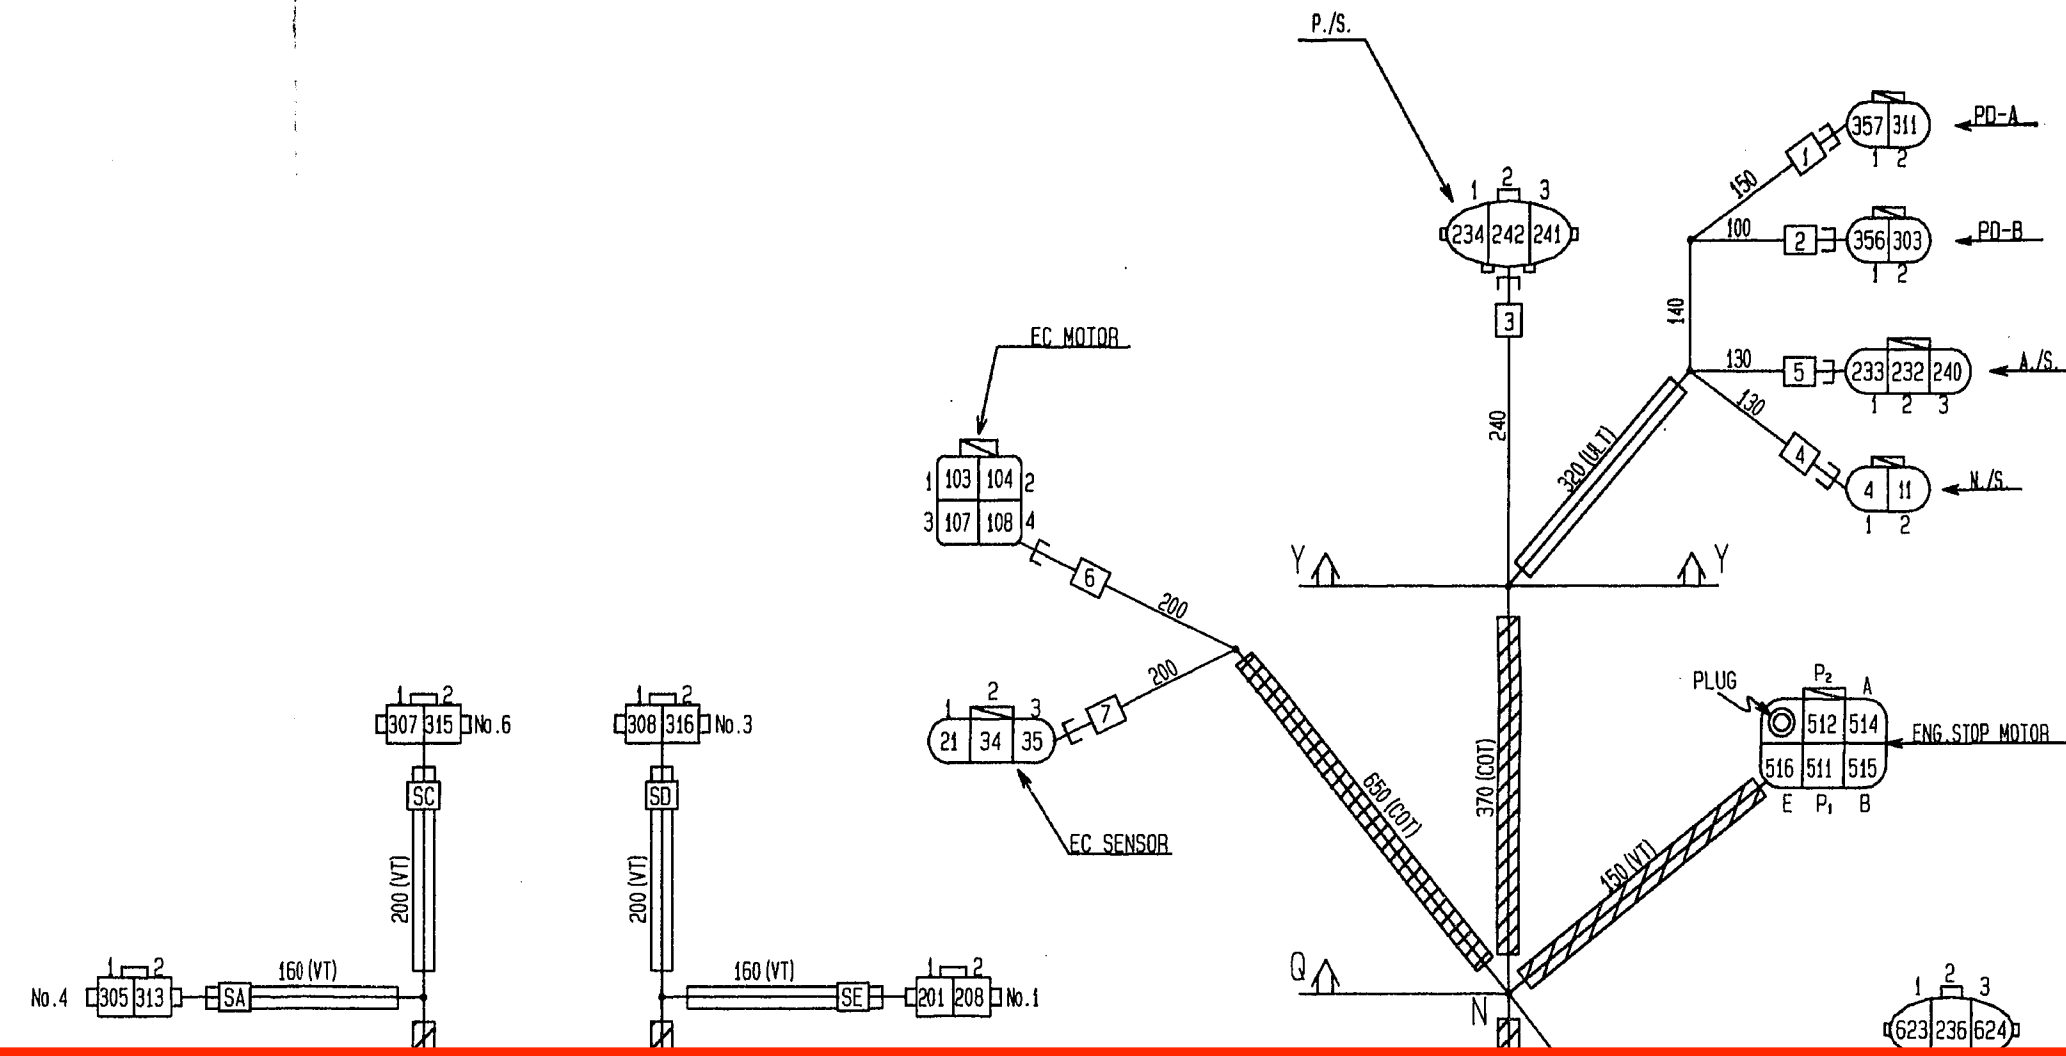 P./S.
PD-A
357 311
1 2
1
150
1 2 3
234 242 241
PD-B
100
2
356 303
1 2
3
140
EC MOTOR
A./S.
130
5
233 232 240
1 2 3
130
4
240
320 (ULT)
N./S.
4 11
1 2
1 103 104 2
3 107 108 4
6
200
Y Y
200
7
1 2 3
21 34 35
EC SENSOR
650 (COT)
370 (COT)
150 (VT)
PLUG
P2 A
512 514
ENG.STOP MOTOR
516 511 515
E P1 B
1 2
307 315 No.6
SC
200 (VT)
1 2
308 316 No.3
SD
200 (VT)
1 2
No.4 305 313
SA
160 (VT)
160 (VT)
SE
1 2
201 208 No.1
Q
N
1 2 3
623 236 624